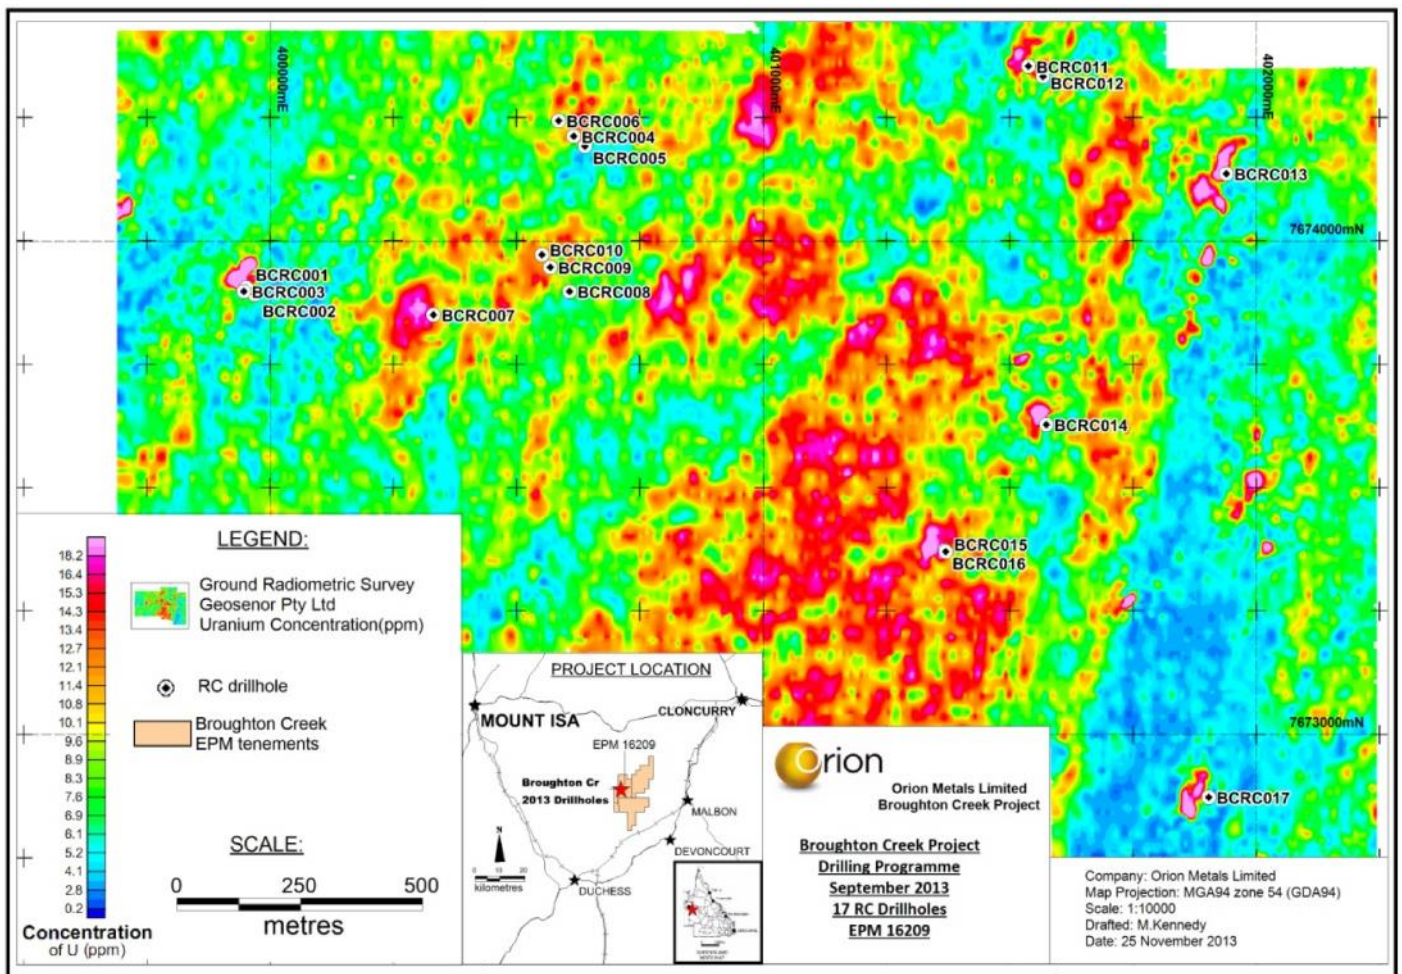 400000mE
401000mE
402000mE
BCRC011
BCRC012
BCRC006
BCRC004
BCRC005
BCRC013
7674000mN
BCRC010
BCRC009
BCRC008
BCRC001
BCRC003
BCRC002
BCRC007
BCRC014
BCRC015
BCRC016
7673000mN
BCRC017
LEGEND:
18.2
16.4
15.3
14.3
13.4
12.7
12.1
11.4
10.8
10.1
9.6
8.9
8.3
7.6
6.9
6.1
5.2
4.1
2.8
0.2
Concentration
of U (ppm)
Ground Radiometric Survey
Geosenor Pty Ltd
Uranium Concentration(ppm)
RC drillhole
Broughton Creek
EPM tenements
SCALE:
0 250 500
metres
PROJECT LOCATION
MOUNT ISA
CLONCURRY
EPM 16209
Broughton Cr
2013 Drillholes
MALBON
DEVONCOURT
DUCHESS
N
0 10 20
kilometres
Orion
Orion Metals Limited
Broughton Creek Project
Broughton Creek Project
Drilling Programme
September 2013
17 RC Drillholes
EPM 16209
Company: Orion Metals Limited
Map Projection: MGA94 zone 54 (GDA94)
Scale: 1:10000
Drafted: M.Kennedy
Date: 25 November 2013